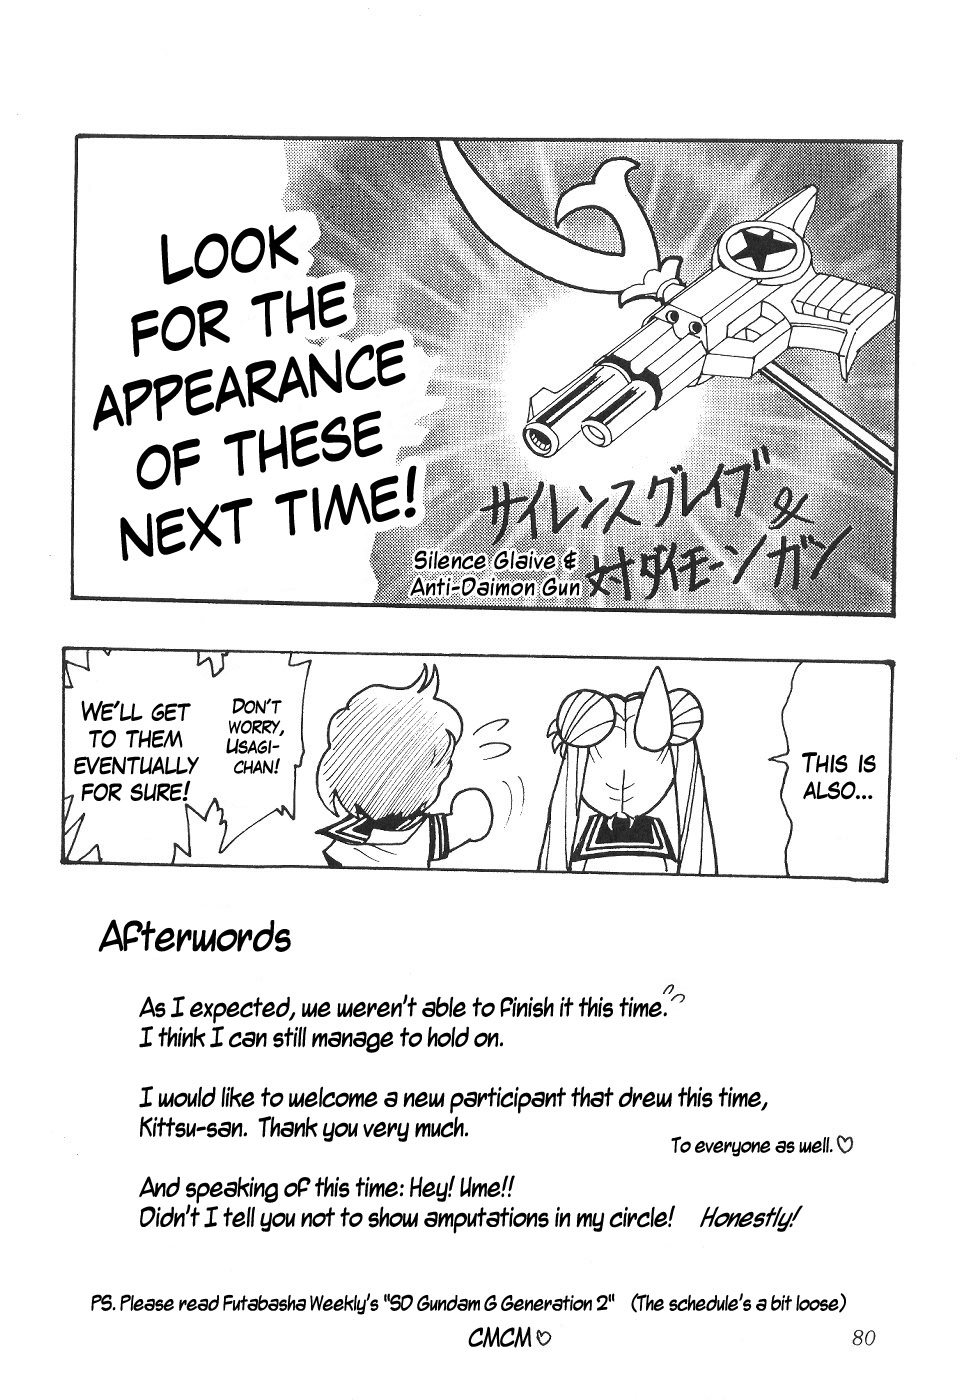 LOOK
FOR THE
APPEARANCE
OF THESE
NEXT TIME!
サイレンスグレイブ
&
対ダイモーンガン
Silence Glaive &
Anti-Daimon Gun
THIS IS
ALSO...
DON'T
WORRY,
USAGI-
CHAN!
WE'LL GET
TO THEM
EVENTUALLY
FOR SURE!
Afterwords
As I expected, we weren't able to finish it this time.
I think I can still manage to hold on.
I would like to welcome a new participant that drew this time,
Kittsu-san. Thank you very much.
To everyone as well. ♡
And speaking of this time: Hey! Ume!!
Didn't I tell you not to show amputations in my circle! Honestly!
PS. Please read Futabasha Weekly's "SD Gundam G Generation 2" (The schedule's a bit loose)
CMCM ♡
80